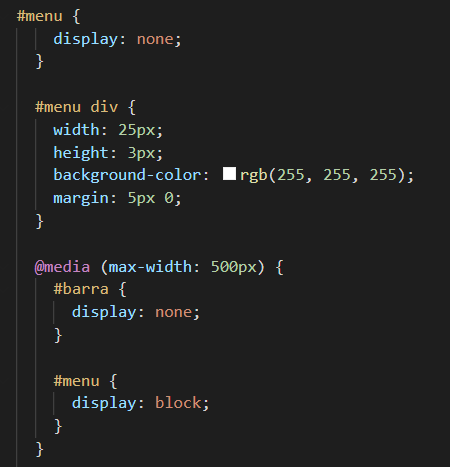 #menu {
display: none;
}
#menu div {
width: 25px;
height: 3px;
background-color: rgb(255, 255, 255);
margin: 5px 0;
}
@media (max-width: 500px) {
#barra {
display: none;
}
#menu {
display: block;
}
}